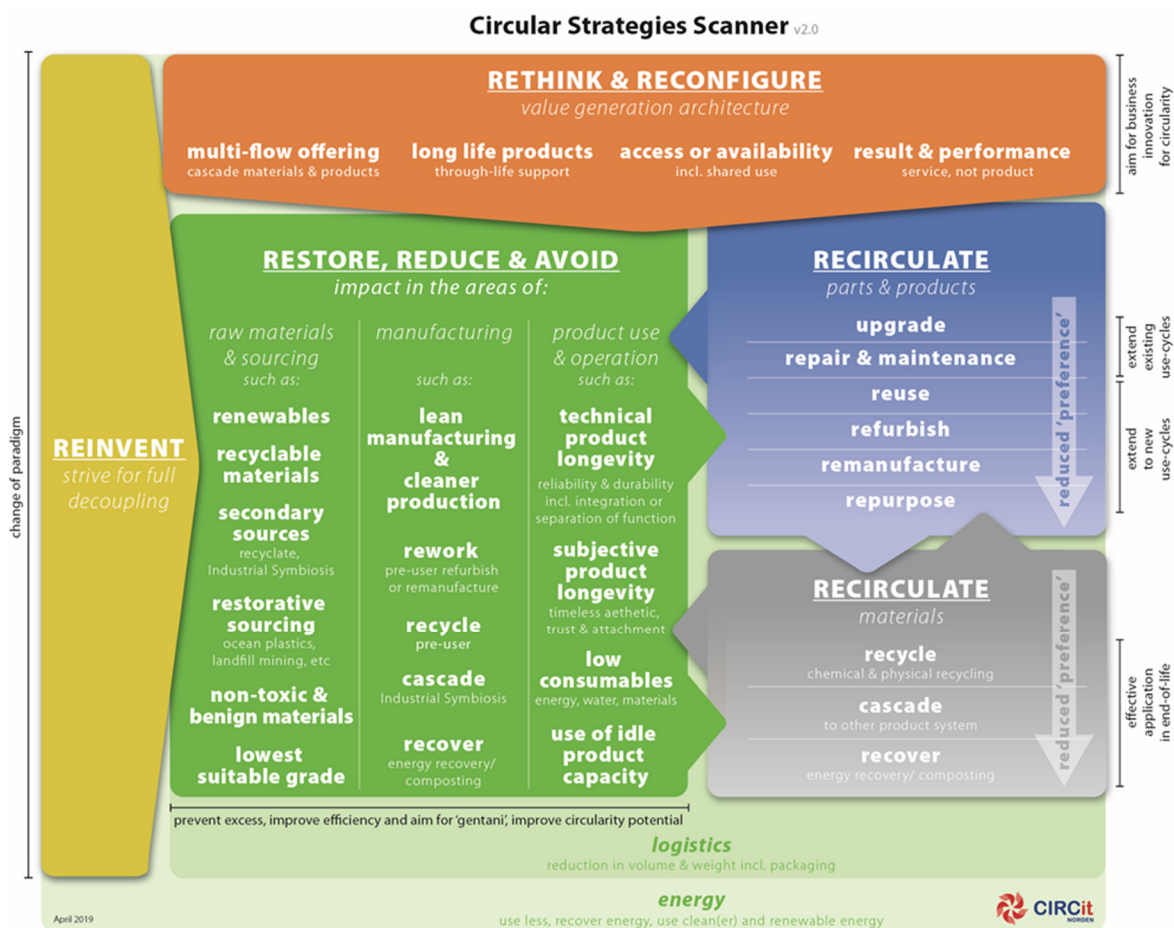 Circular Strategies Scanner v2.0
change of paradigm
REINVENT
strive for full
decoupling
RETHINK & RECONFIGURE
value generation architecture
multi-flow offering
cascade materials & products
long life products
through-life support
access or availability
incl. shared use
result & performance
service, not product
aim for business
innovation
for circularity
RESTORE, REDUCE & AVOID
impact in the areas of:
raw materials
& sourcing
such as:
renewables
recyclable
materials
secondary
sources
recyclate,
Industrial Symbiosis
restorative
sourcing
ocean plastics,
landfill mining, etc
non-toxic &
benign materials
lowest
suitable grade
manufacturing
such as:
lean
manufacturing
&
cleaner
production
rework
pre-user refurbish
or remanufacture
recycle
pre-user
cascade
Industrial Symbiosis
recover
energy recovery/
composting
product use
& operation
such as:
technical
product
longevity
reliability & durability
incl. integration or
separation of function
subjective
product
longevity
timeless aethetic,
trust & attachment
low
consumables
energy, water, materials
use of idle
product
capacity
prevent excess, improve efficiency and aim for 'gentani', improve circularity potential
RECIRCULATE
parts & products
upgrade
repair & maintenance
reuse
refurbish
remanufacture
repurpose
reduced 'preference'
extend
existing
use-cycles
extend
to new
use-cycles
RECIRCULATE
materials
recycle
chemical & physical recycling
cascade
to other product system
recover
energy recovery/ composting
reduced 'preference'
effective
application
in end-of-life
logistics
reduction in volume & weight incl. packaging
energy
use less, recover energy, use clean(er) and renewable energy
April 2019
CIRCit
NORDEN